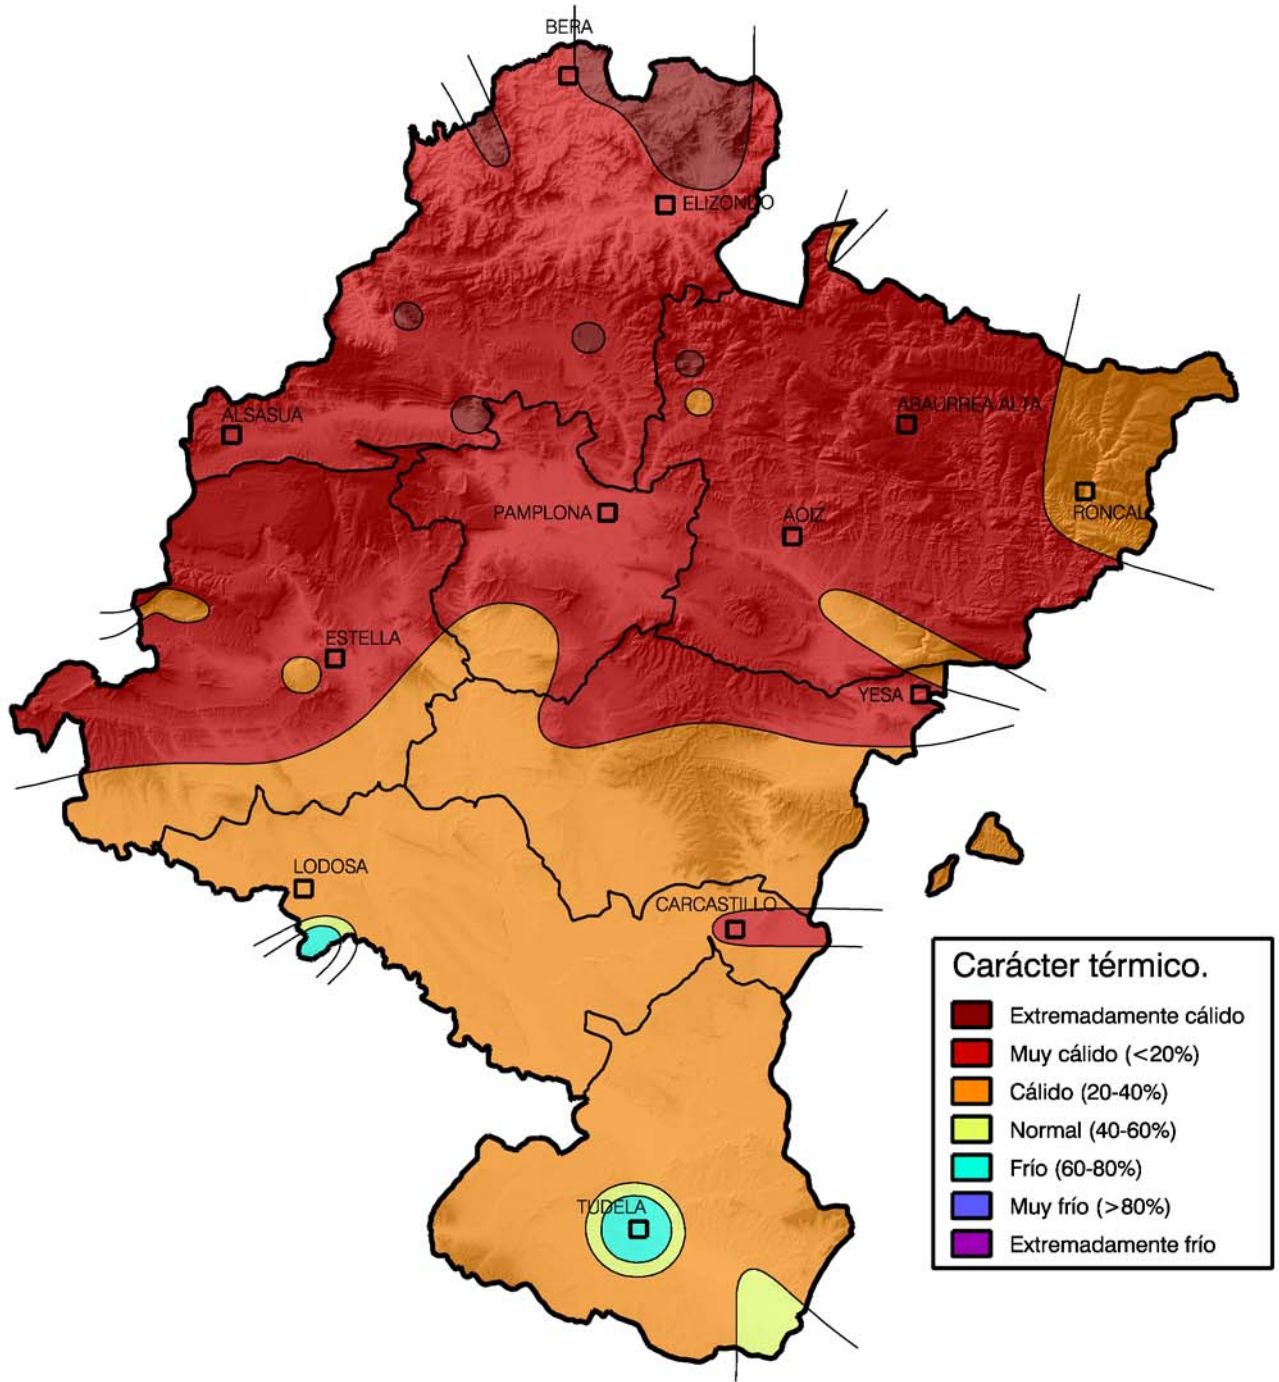 BERA
ELIZONDO
ALSASUA
ABAURREA ALTA
PAMPLONA
AOIZ
RONCAL
ESTELLA
YESA
LODOSA
CARCASTILLO
TUDELA
Carácter térmico.
Extremadamente cálido
Muy cálido (<20%)
Cálido (20-40%)
Normal (40-60%)
Frío (60-80%)
Muy frío (>80%)
Extremadamente frío